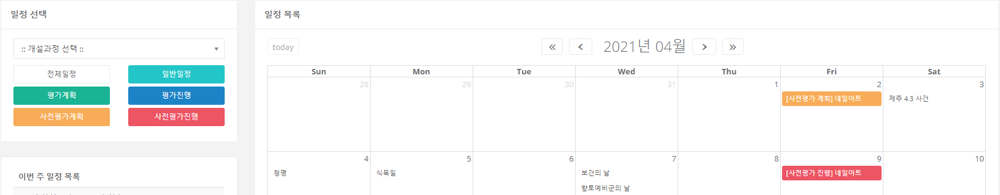 일정 선택
:: 개설과정 선택 ::
전체일정 일반일정
평가계획 평가진행
사전평가계획 사전평가진행
이번 주 일정 목록
일정 목록
today « < 2021년 04월 > »
Sun Mon Tue Wed Thu Fri Sat
28 29 30 31 1 2 3
[사전평가 계획] 네일아트 제주 4.3 사건
4 5 6 7 8 9 10
청명 식목일 보건의 날 [사전평가 진행] 네일아트
향토예비군의 날